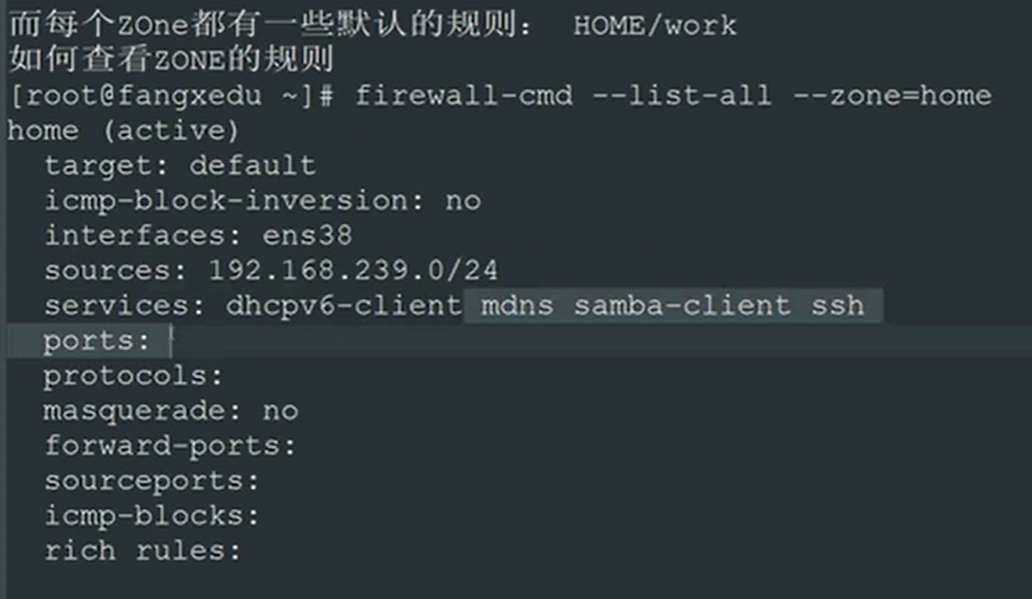 而每个ZOne都有一些默认的规则： HOME/work
如何查看ZONE的规则
[root@fangxedu ~]# firewall-cmd --list-all --zone=home
home (active)
  target: default
  icmp-block-inversion: no
  interfaces: ens38
  sources: 192.168.239.0/24
  services: dhcpv6-client mdns samba-client ssh
  ports:
  protocols:
  masquerade: no
  forward-ports:
  sourceports:
  icmp-blocks:
  rich rules: